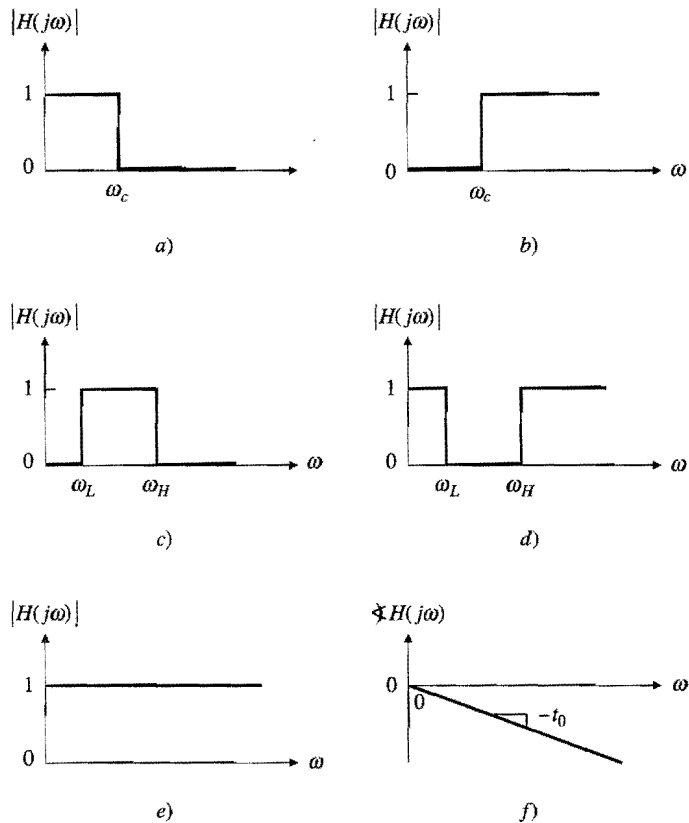 |H(jω)|
1
0
ω_c
a)
|H(jω)|
1
0
ω_c
ω
b)
|H(jω)|
1
0
ω_L ω_H
ω
c)
|H(jω)|
1
0
ω_L ω_H
ω
d)
|H(jω)|
1
0
ω
e)
∢H(jω)
0
0
−t_0
ω
f)